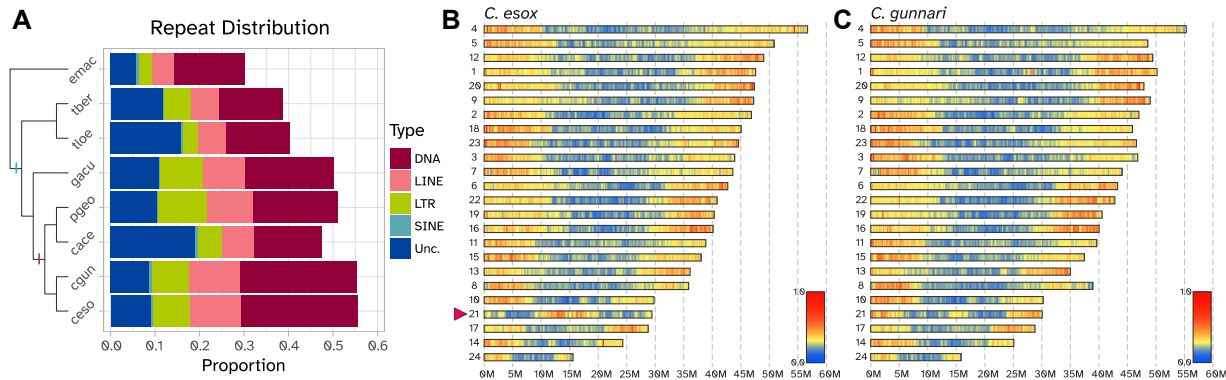 A
Repeat Distribution
emac
tber
tloe
gacu
pgeo
cace
cgun
ceso
0.0 0.1 0.2 0.3 0.4 0.5 0.6
Proportion
Type
DNA
LINE
LTR
SINE
Unc.
B
C. esox
4
5
12
1
20
9
2
18
23
3
7
6
22
19
16
11
15
13
8
10
21
17
14
24
0M 5M 10M 15M 20M 25M 30M 35M 40M 45M 50M 55M 60M
1.0
0.0
C
C. gunnari
4
5
12
1
20
9
2
18
23
3
7
6
22
19
16
11
15
13
8
10
21
17
14
24
0M 5M 10M 15M 20M 25M 30M 35M 40M 45M 50M 55M 60M
1.0
0.0